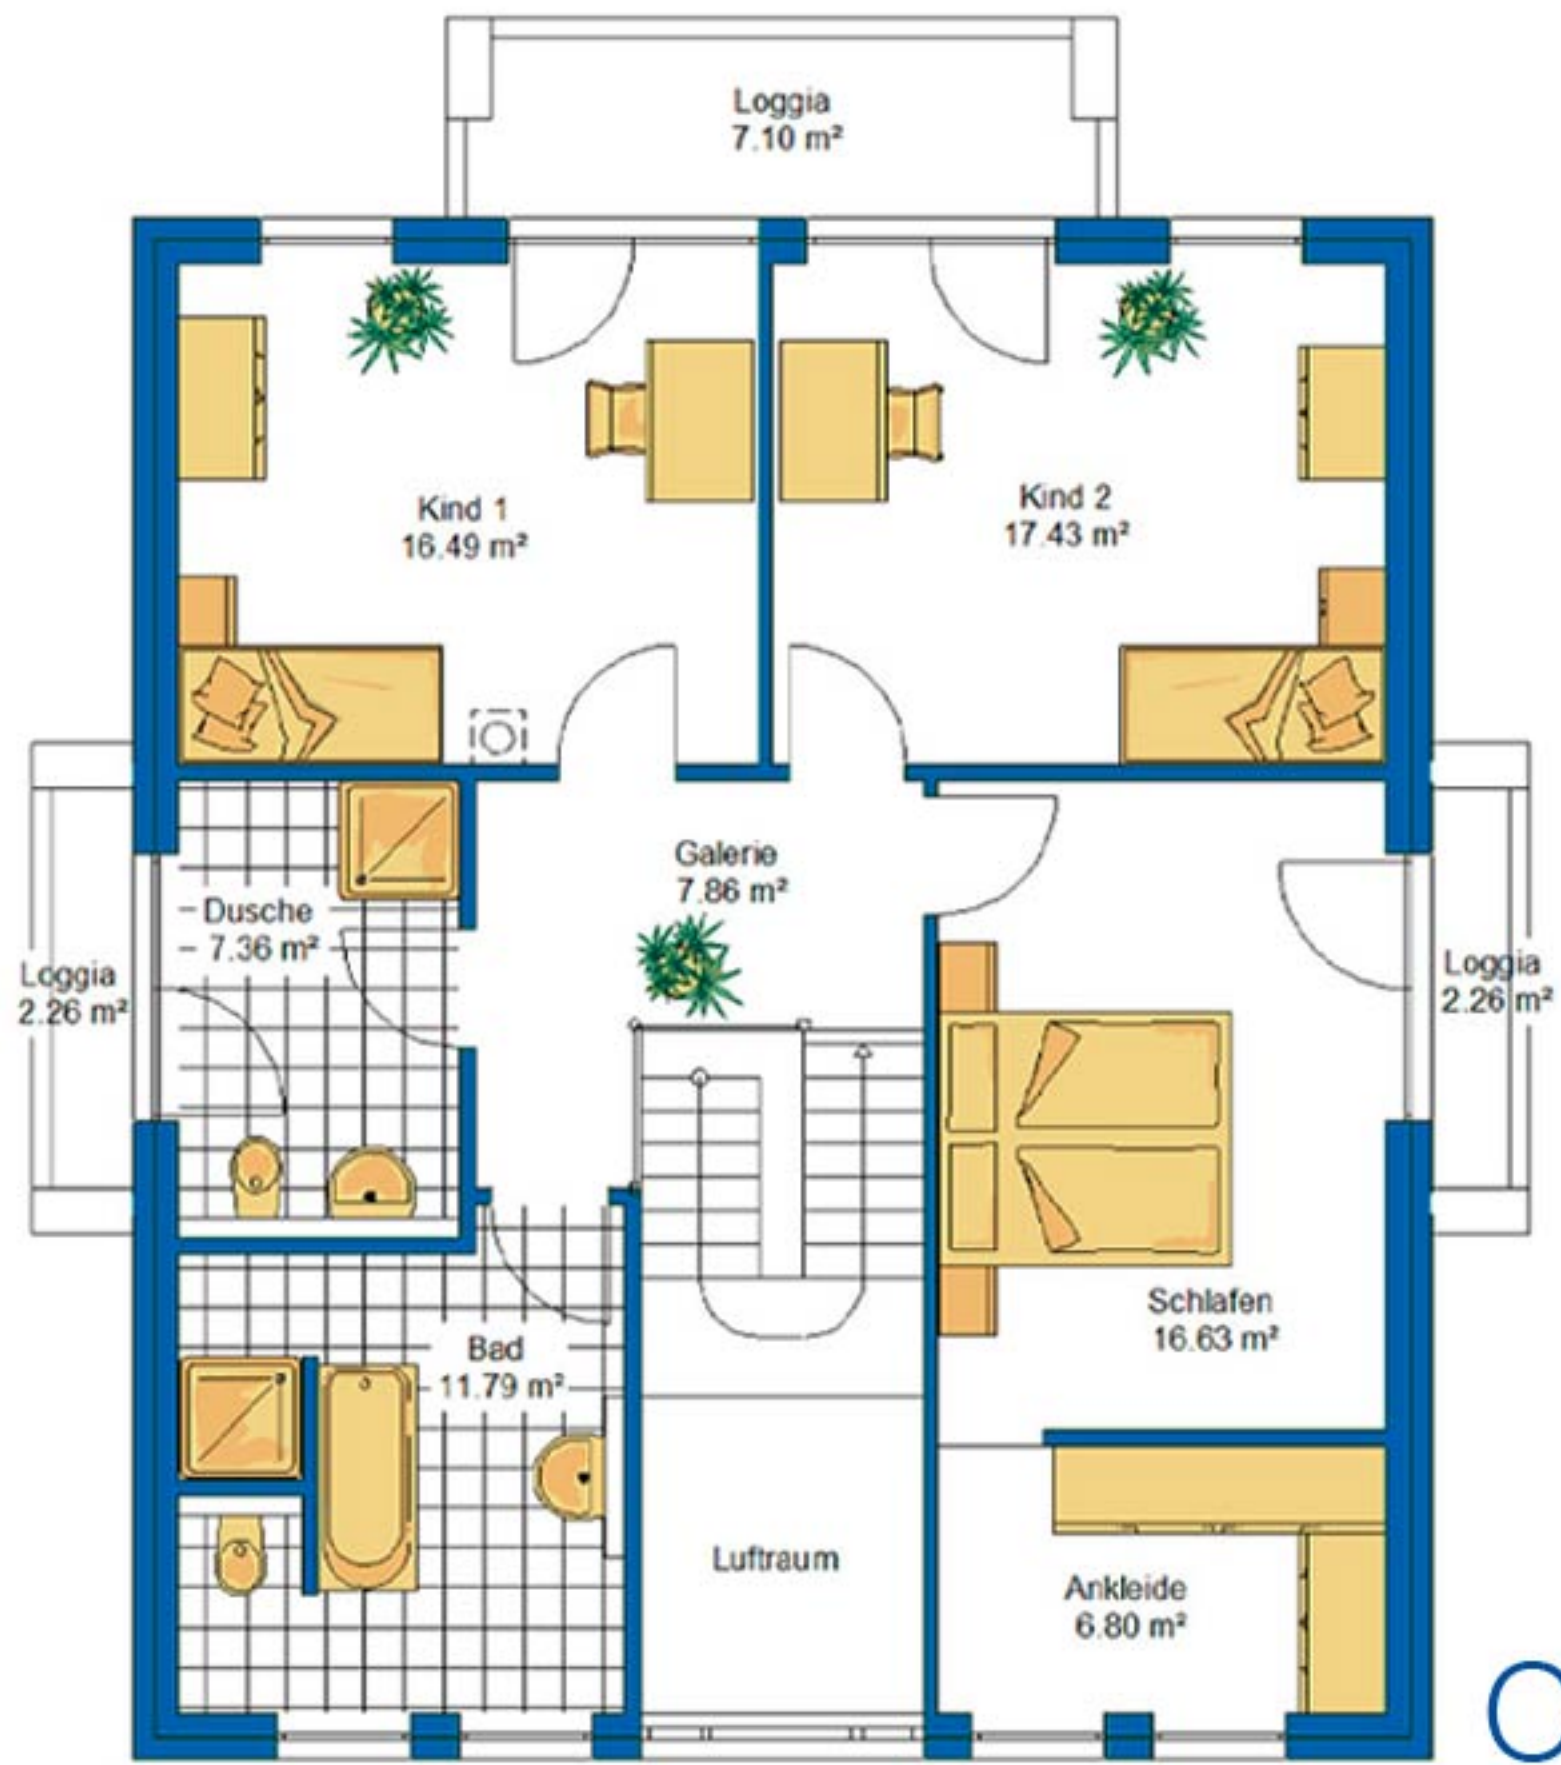 Loggia
7.10 m²
Kind 1
16.49 m²
Kind 2
17.43 m²
Galerie
7.86 m²
Dusche
7.36 m²
Loggia
2.26 m²
Loggia
2.26 m²
Schlafen
16.63 m²
Bad
11.79 m²
Luftraum
Ankleide
6.80 m²